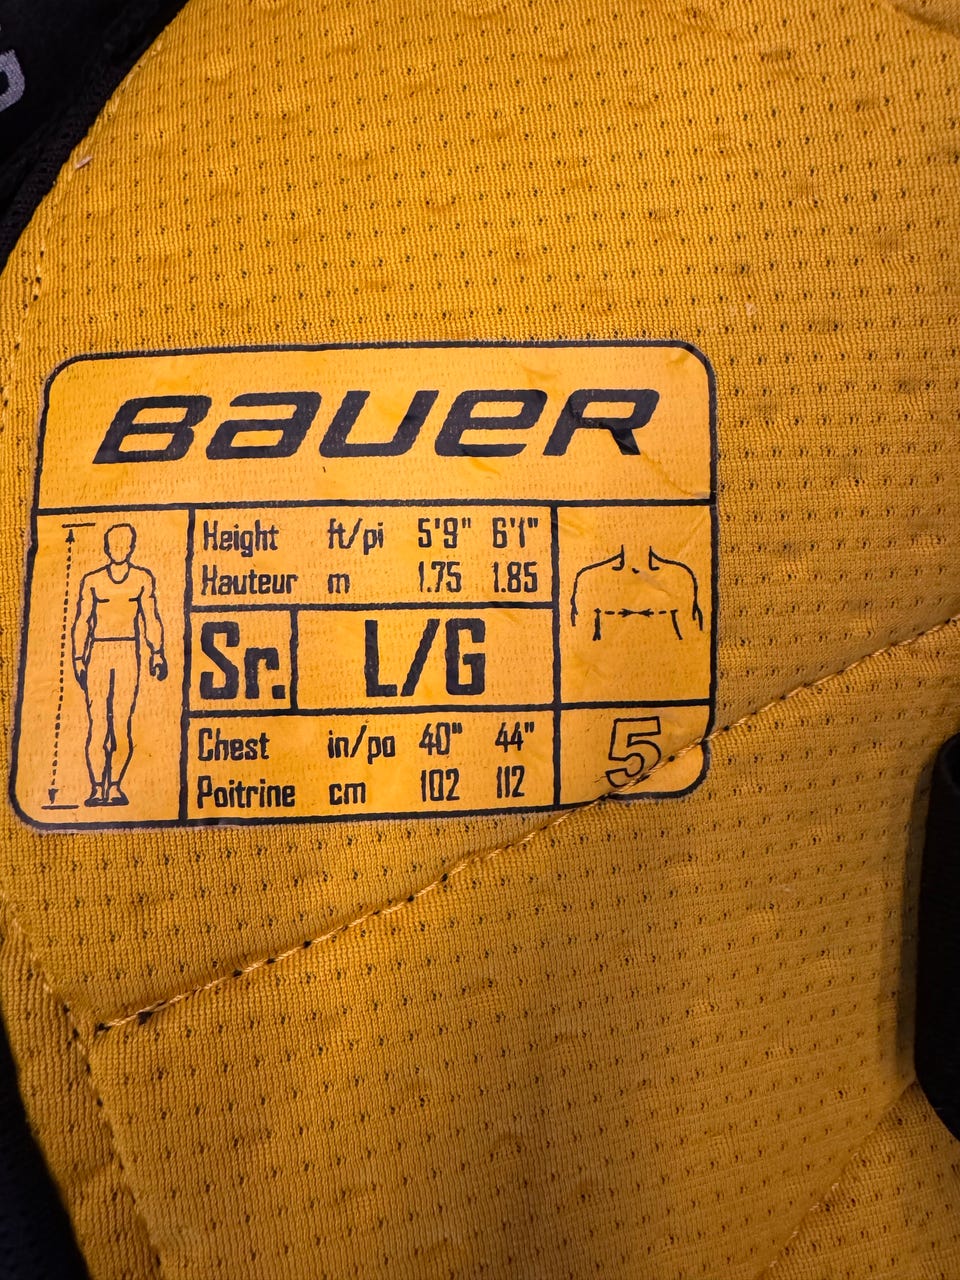 BAUER
Height ft/pi 5'9" 6'1"
Hauteur m 1.75 1.85
Sr. L/G
Chest in/po 40" 44"
Poitrine cm 102 112
5